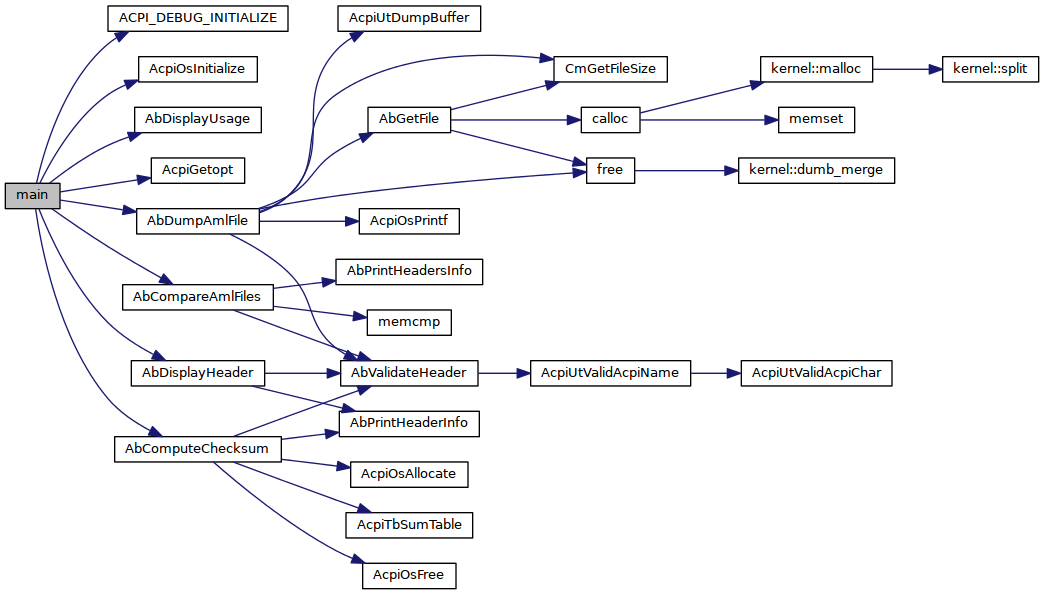 main
ACPI_DEBUG_INITIALIZE
AcpiOsInitialize
AbDisplayUsage
AcpiGetopt
AbDumpAmlFile
AbCompareAmlFiles
AbDisplayHeader
AbComputeChecksum
AcpiUtDumpBuffer
AbGetFile
AcpiOsPrintf
AbPrintHeadersInfo
memcmp
AbValidateHeader
AbPrintHeaderInfo
AcpiOsAllocate
AcpiTbSumTable
AcpiOsFree
CmGetFileSize
calloc
free
AcpiUtValidAcpiName
kernel::malloc
memset
kernel::dumb_merge
AcpiUtValidAcpiChar
kernel::split